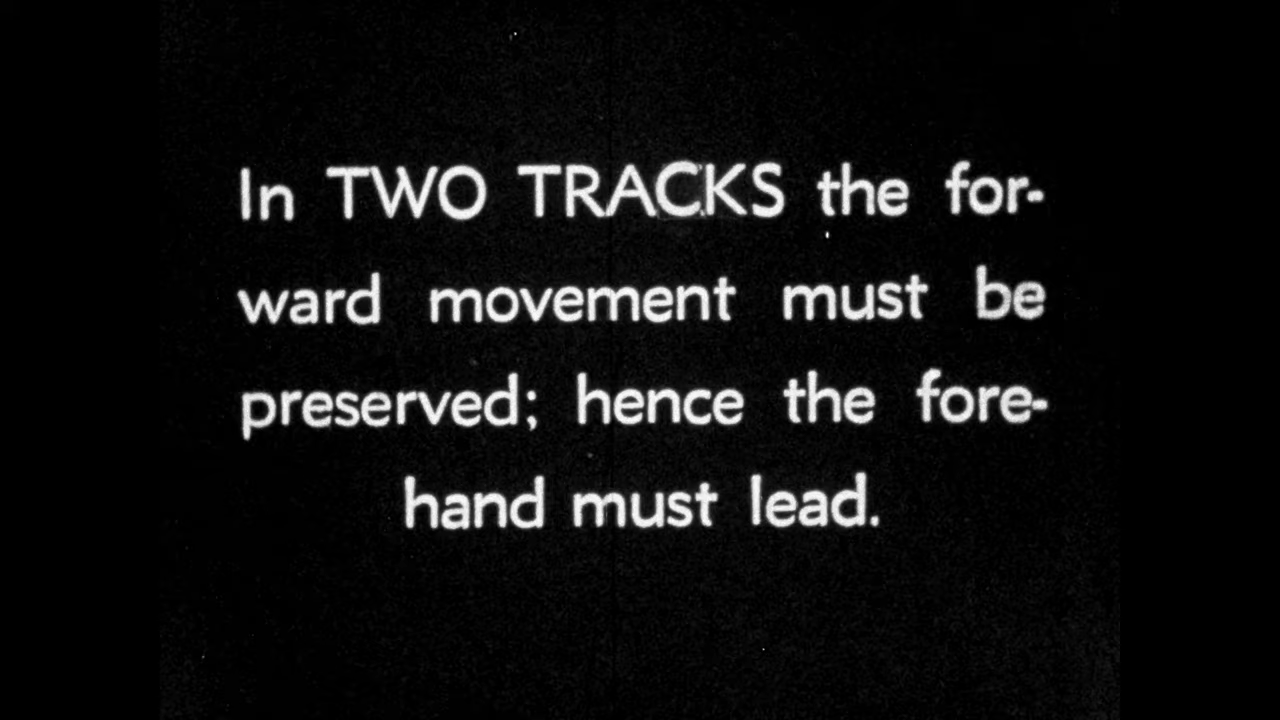 In TWO TRACKS the for-
ward movement must be
preserved; hence the fore-
hand must lead.